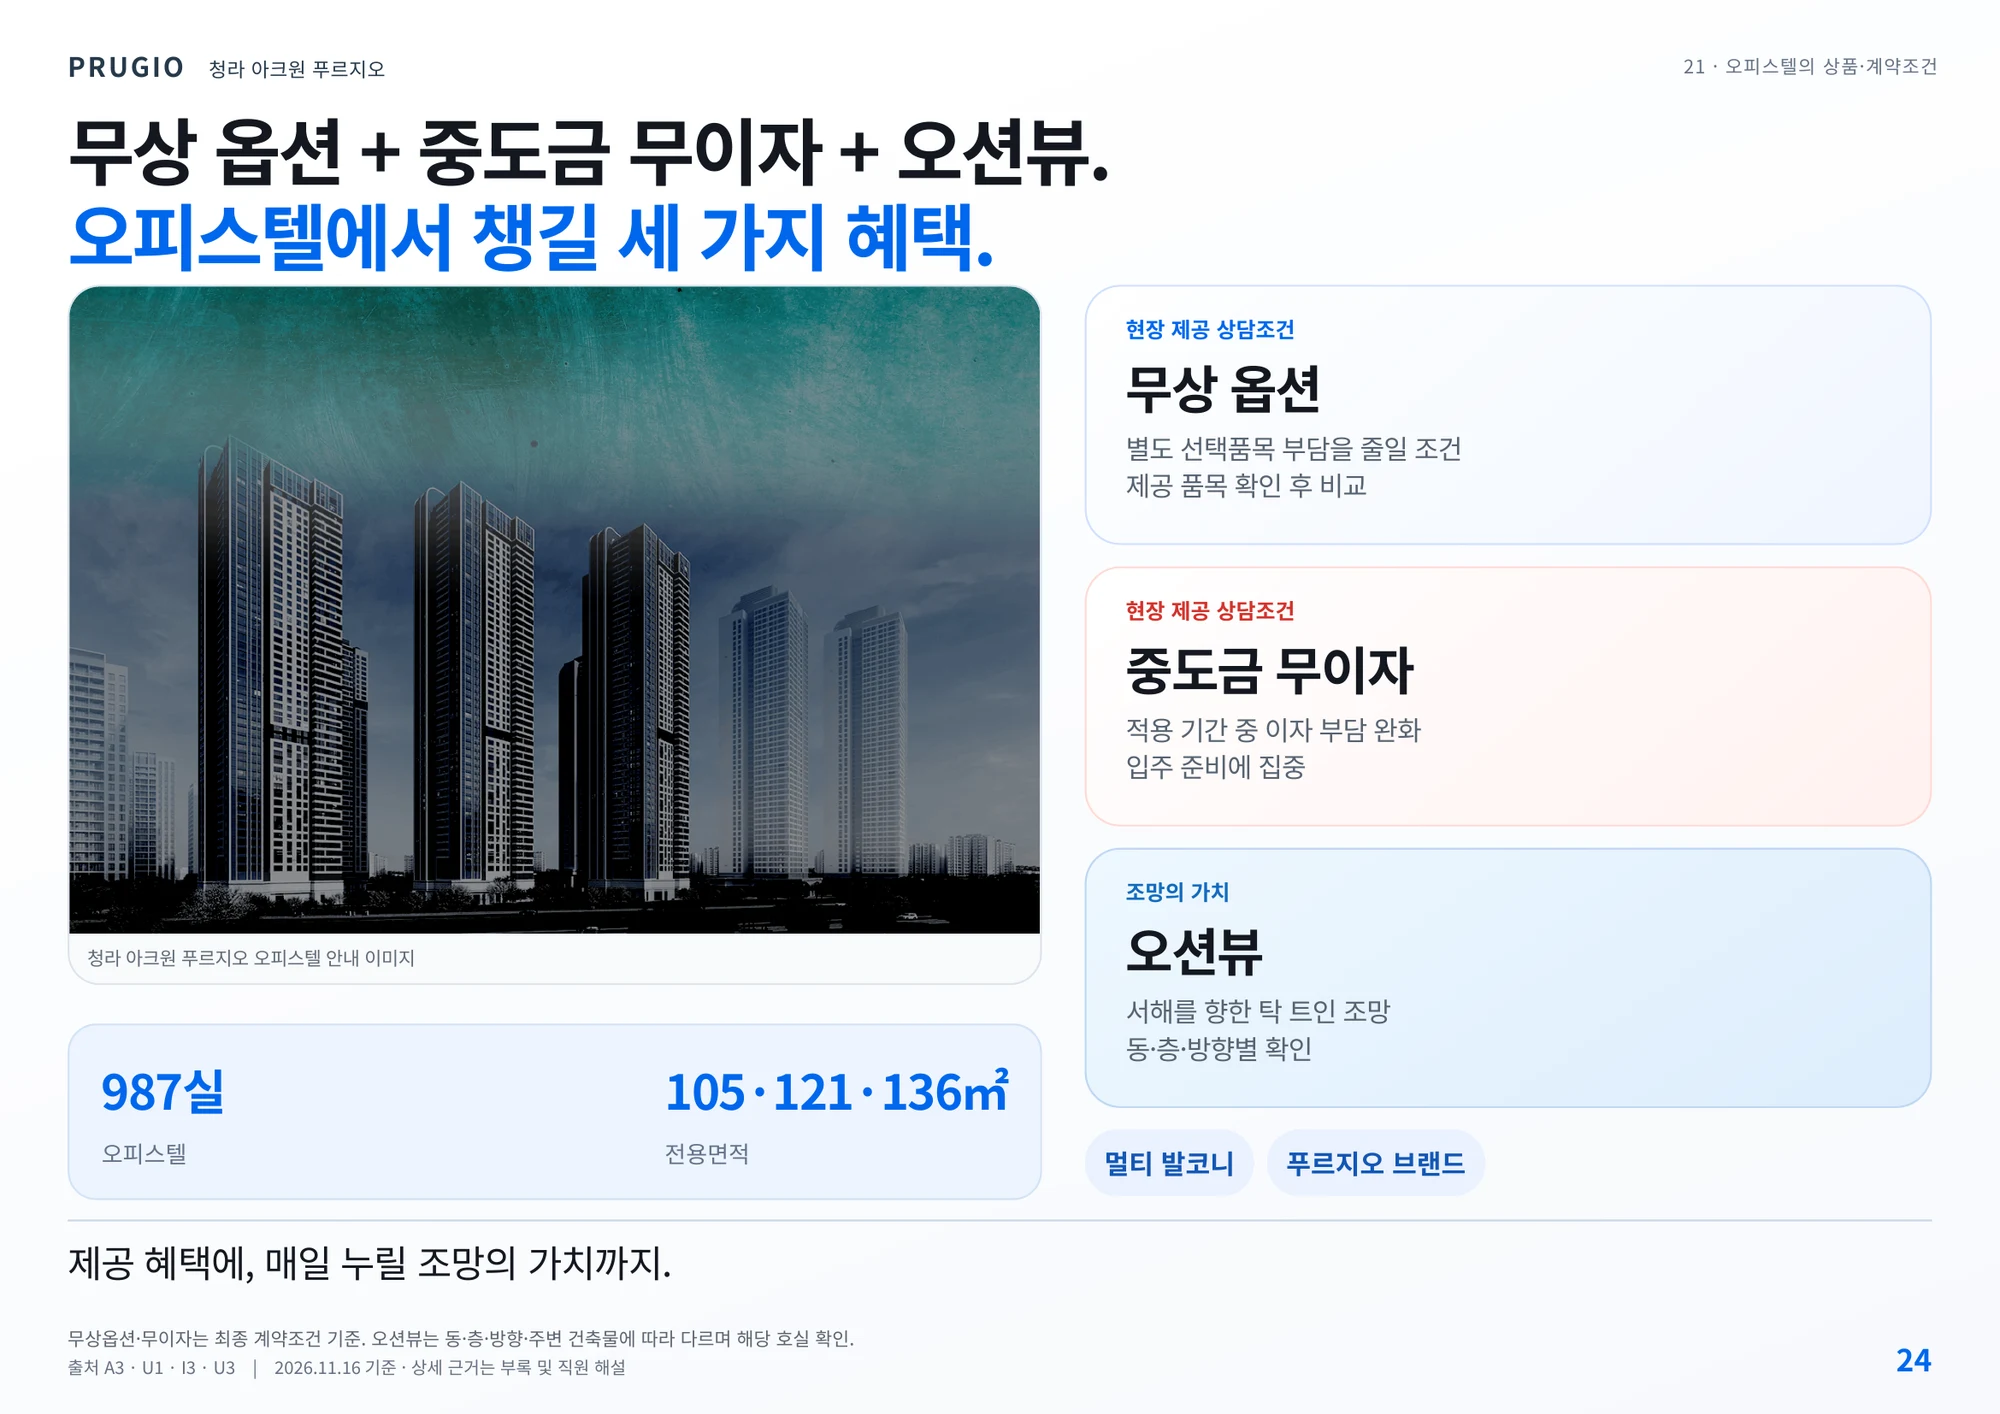 PRUGIO 청라 아크원 푸르지오
21 · 오피스텔의 상품·계약조건
무상 옵션 + 중도금 무이자 + 오션뷰.
오피스텔에서 챙길 세 가지 혜택.
청라 아크원 푸르지오 오피스텔 안내 이미지
987실
오피스텔
105·121·136㎡
전용면적
현장 제공 상담조건
무상 옵션
별도 선택품목 부담을 줄일 조건
제공 품목 확인 후 비교
현장 제공 상담조건
중도금 무이자
적용 기간 중 이자 부담 완화
입주 준비에 집중
조망의 가치
오션뷰
서해를 향한 탁 트인 조망
동·층·방향별 확인
멀티 발코니
푸르지오 브랜드
제공 혜택에, 매일 누릴 조망의 가치까지.
무상옵션·무이자는 최종 계약조건 기준. 오션뷰는 동·층·방향·주변 건축물에 따라 다르며 해당 호실 확인.
출처 A3 · U1 · I3 · U3 | 2026.11.16 기준 · 상세 근거는 부록 및 직원 해설
24